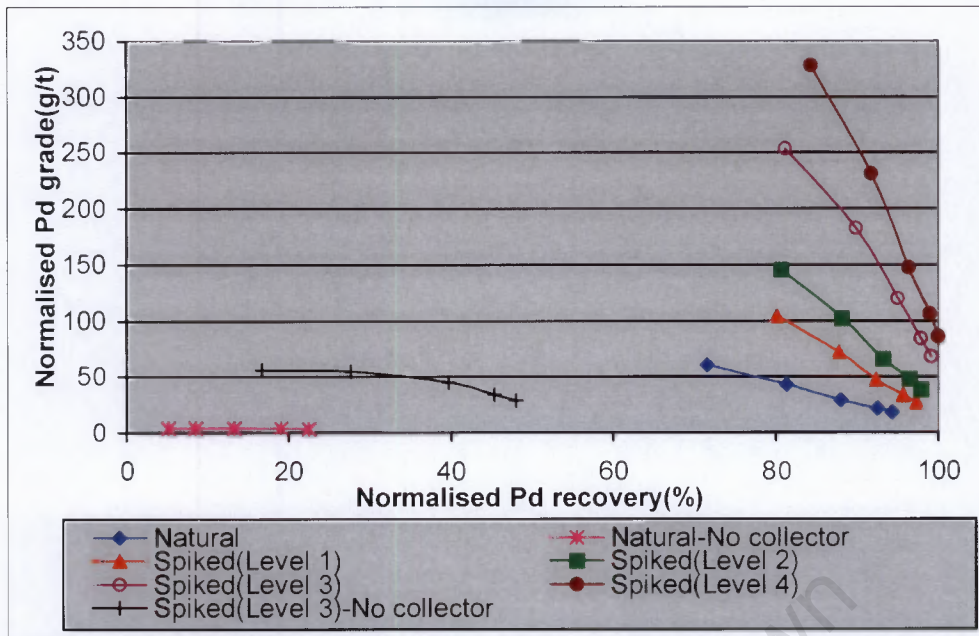 350
300
250
200
150
100
50
0
Normalised Pd grade(g/t)
0 20 40 60 80 100
Normalised Pd recovery(%)
Natural Natural-No collector
Spiked(Level 1) Spiked(Level 2)
Spiked(Level 3) Spiked(Level 4)
Spiked(Level 3)-No collector